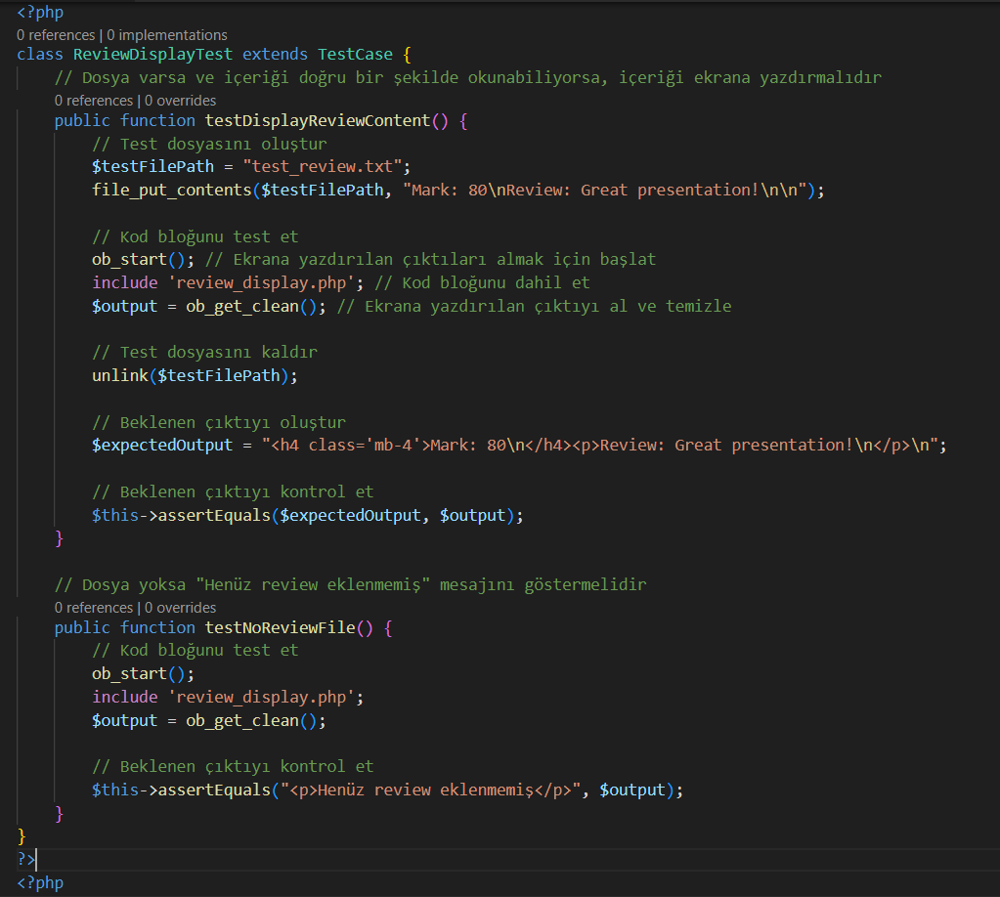 <?php
0 references | 0 implementations
class ReviewDisplayTest extends TestCase {
    // Dosya varsa ve içeriği doğru bir şekilde okunabiliyorsa, içeriği ekrana yazdırmalıdır
    0 references | 0 overrides
    public function testDisplayReviewContent() {
        // Test dosyasını oluştur
        $testFilePath = "test_review.txt";
        file_put_contents($testFilePath, "Mark: 80\nReview: Great presentation!\n\n");

        // Kod bloğunu test et
        ob_start(); // Ekrana yazdırılan çıktıları almak için başlat
        include 'review_display.php'; // Kod bloğunu dahil et
        $output = ob_get_clean(); // Ekrana yazdırılan çıktıyı al ve temizle

        // Test dosyasını kaldır
        unlink($testFilePath);

        // Beklenen çıktıyı oluştur
        $expectedOutput = "<h4 class='mb-4'>Mark: 80\n</h4><p>Review: Great presentation!\n</p>\n";

        // Beklenen çıktıyı kontrol et
        $this->assertEquals($expectedOutput, $output);
    }

    // Dosya yoksa "Henüz review eklenmemiş" mesajını göstermelidir
    0 references | 0 overrides
    public function testNoReviewFile() {
        // Kod bloğunu test et
        ob_start();
        include 'review_display.php';
        $output = ob_get_clean();

        // Beklenen çıktıyı kontrol et
        $this->assertEquals("<p>Henüz review eklenmemiş</p>", $output);
    }
}
?>
<?php